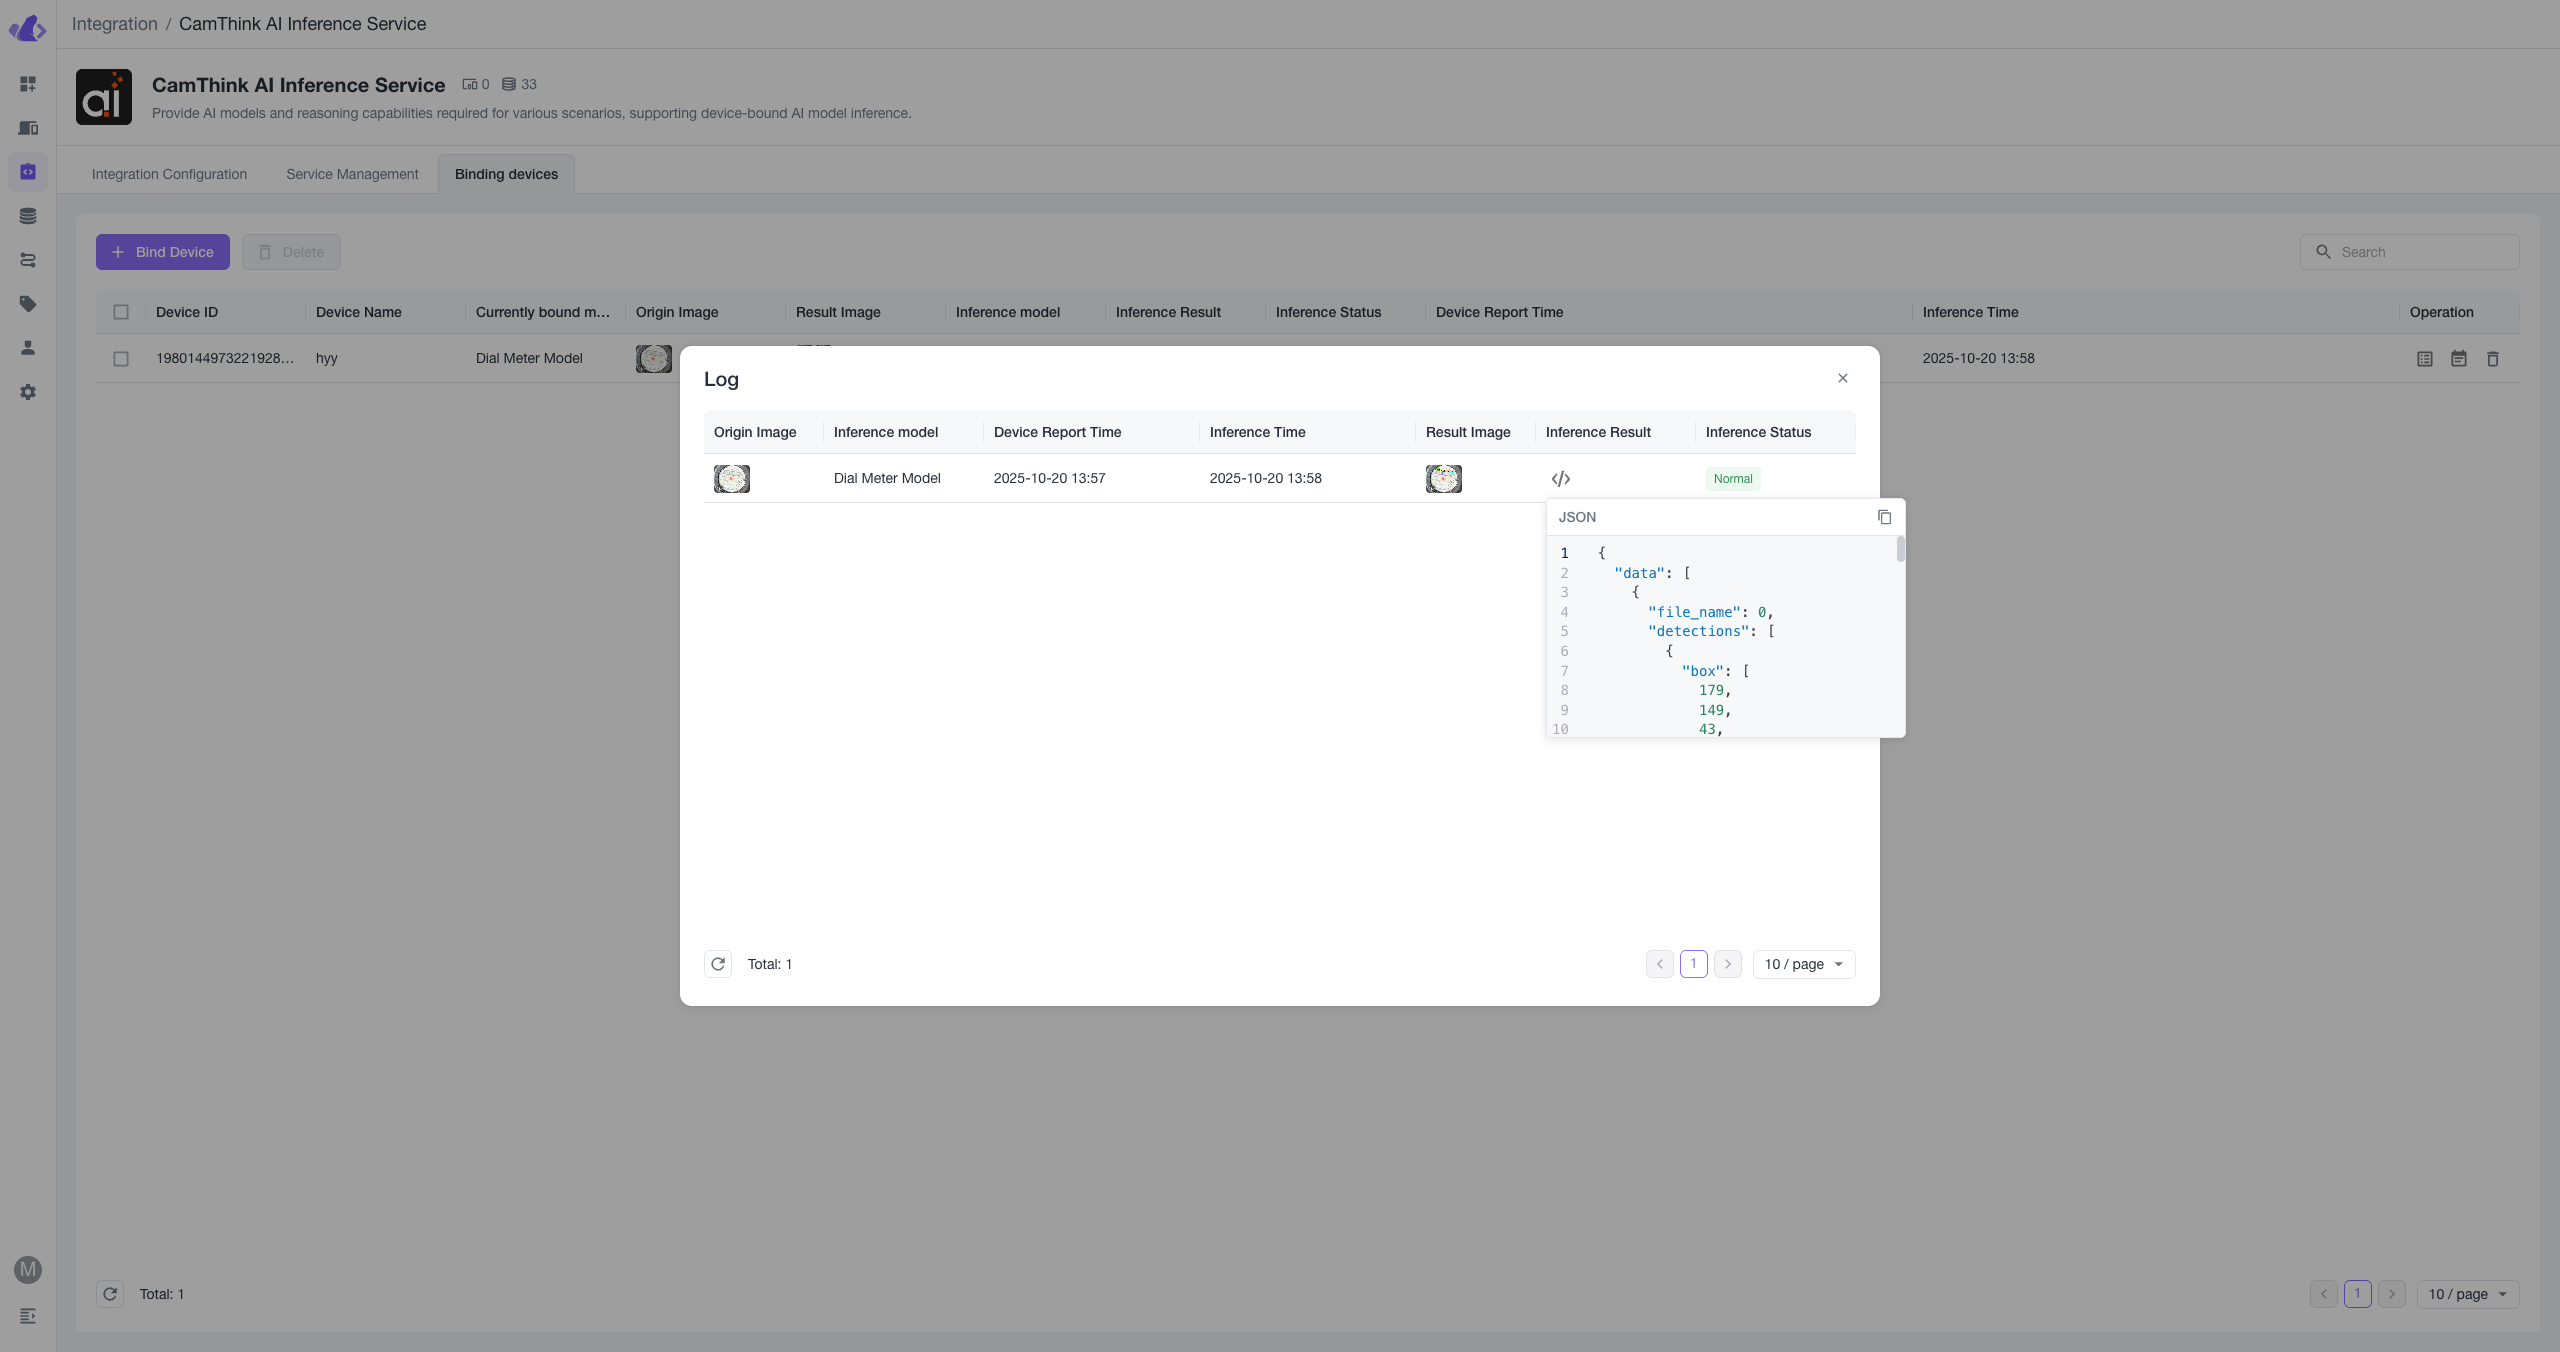 Integration / CamThink AI Inference Service
ai
CamThink AI Inference Service 0 33
Provide AI models and reasoning capabilities required for various scenarios, supporting device-bound AI model inference.
Integration Configuration Service Management Binding devices
Bind Device Delete Search
Device ID Device Name Currently bound m... Origin Image Result Image Inference model Inference Result Inference Status Device Report Time Inference Time Operation
1980144973221928... hyy Dial Meter Model 2025-10-20 13:58
Log
Origin Image Inference model Device Report Time Inference Time Result Image Inference Result Inference Status
Dial Meter Model 2025-10-20 13:57 2025-10-20 13:58 </> Normal
JSON
1 {
2 "data": [
3 {
4 "file_name": 0,
5 "detections": [
6 {
7 "box": [
8 179,
9 149,
10 43,
Total: 1 1 10 / page
M
Total: 1 1 10 / page